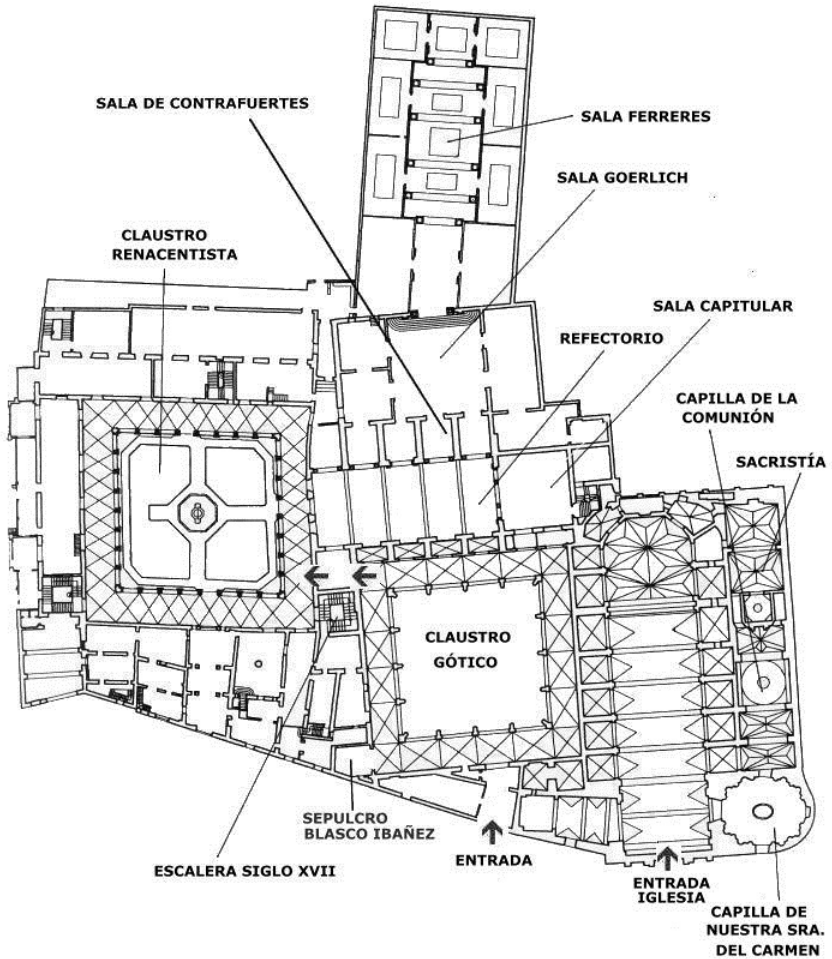 SALA DE CONTRAFUERTES
SALA FERRERES
SALA GOERLICH
CLAUSTRO
RENACENTISTA
SALA CAPITULAR
REFECTORIO
CAPILLA DE LA
COMUNIÓN
SACRISTÍA
CLAUSTRO
GÓTICO
SEPULCRO
BLASCO IBAÑEZ
ENTRADA
ESCALERA SIGLO XVII
ENTRADA
IGLESIA
CAPILLA DE
NUESTRA SRA.
DEL CARMEN